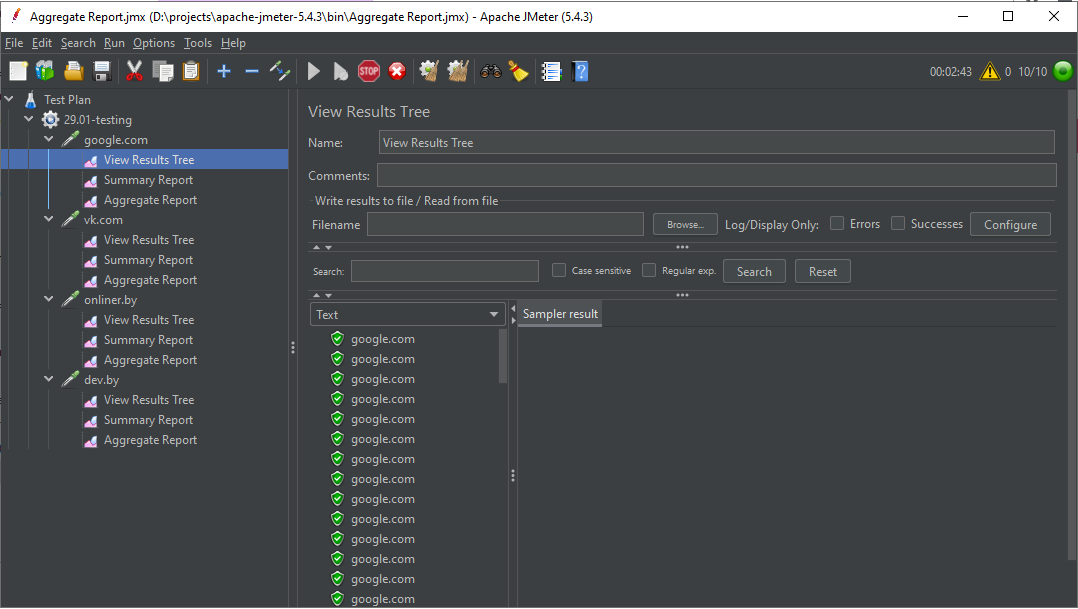 Aggregate Report.jmx (D:\projects\apache-jmeter-5.4.3\bin\Aggregate Report.jmx) - Apache JMeter (5.4.3)
File Edit Search Run Options Tools Help
STOP ? 00:02:43 0 10/10
Test Plan
29.01-testing
google.com
View Results Tree
Summary Report
Aggregate Report
vk.com
View Results Tree
Summary Report
Aggregate Report
onliner.by
View Results Tree
Summary Report
Aggregate Report
dev.by
View Results Tree
Summary Report
Aggregate Report
View Results Tree
Name: View Results Tree
Comments:
Write results to file / Read from file
Filename Browse... Log/Display Only: Errors Successes Configure
Search: Case sensitive Regular exp. Search Reset
Text Sampler result
google.com
google.com
google.com
google.com
google.com
google.com
google.com
google.com
google.com
google.com
google.com
google.com
google.com
google.com